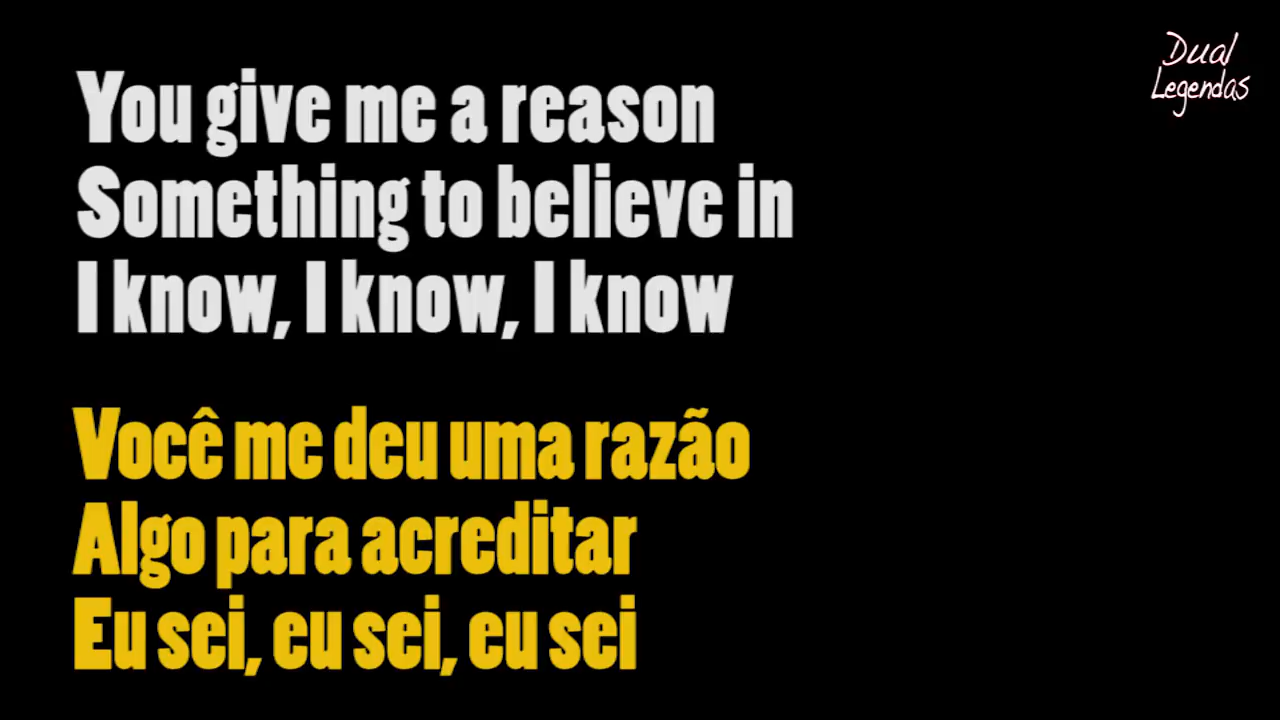 Dual
Legendas
You give me a reason
Something to believe in
I know, I know, I know
Você me deu uma razão
Algo para acreditar
Eu sei, eu sei, eu sei